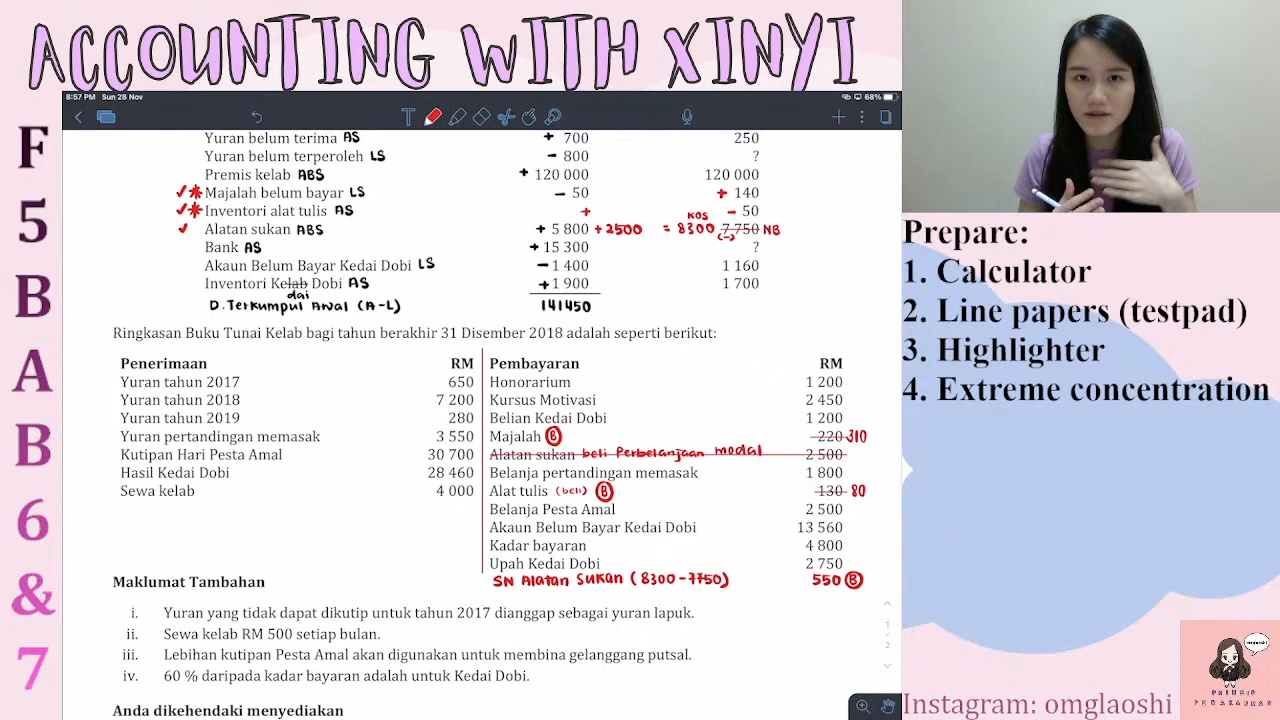 ACCOUNTING WITH XINYI
F5 BAB 6 & 7
8:57 PM Sun 28 Nov
68%
Yuran belum terima AS + 700 250
Yuran belum terperoleh LS - 800 ?
Premis kelab ABS + 120 000 120 000
Majalah belum bayar LS - 50 + 140
Inventori alat tulis AS + - 50
Alatan sukan ABS + 5 800 +2500 = 8300 KOS 7 750 NB
(-)
Bank AS + 15 300 ?
Akaun Belum Bayar Kedai Dobi LS - 1 400 1 160
Inventori Kelab Dobi AS + 1 900 1 700
dai
D. Terkumpul Awal (A-L) 141450
Ringkasan Buku Tunai Kelab bagi tahun berakhir 31 Disember 2018 adalah seperti berikut:
Penerimaan RM Pembayaran RM
Yuran tahun 2017 650 Honorarium 1 200
Yuran tahun 2018 7 200 Kursus Motivasi 2 450
Yuran tahun 2019 280 Belian Kedai Dobi 1 200
Yuran pertandingan memasak 3 550 Majalah B 220 310
Kutipan Hari Pesta Amal 30 700 Alatan sukan beli Perbelanjaan modal 2 500
Hasil Kedai Dobi 28 460 Belanja pertandingan memasak 1 800
Sewa kelab 4 000 Alat tulis (beli) B 130 80
Belanja Pesta Amal 2 500
Akaun Belum Bayar Kedai Dobi 13 560
Kadar bayaran 4 800
Upah Kedai Dobi 2 750
SN Alatan Sukan (8300-7750) 550 B
Maklumat Tambahan
i. Yuran yang tidak dapat dikutip untuk tahun 2017 dianggap sebagai yuran lapuk.
ii. Sewa kelab RM 500 setiap bulan.
iii. Lebihan kutipan Pesta Amal akan digunakan untuk membina gelanggang putsal.
iv. 60 % daripada kadar bayaran adalah untuk Kedai Dobi.
Anda dikehendaki menyediakan
1
/
2
Prepare:
1. Calculator
2. Line papers (testpad)
3. Highlighter
4. Extreme concentration
Instagram: omglaoshi